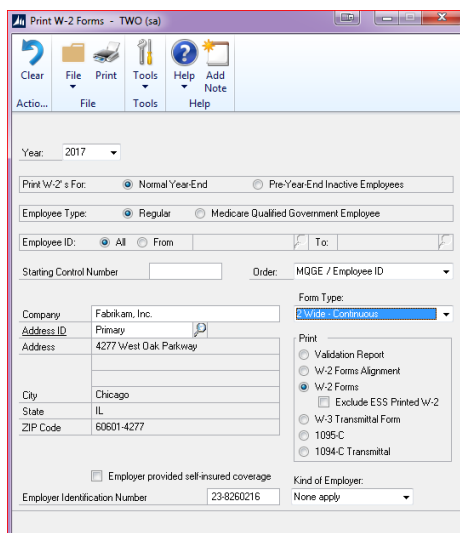 Print W-2 Forms - TWO (sa)
Clear File Print Tools Help Add Note
Actio... File Tools Help
Year: 2017
Print W-2's For: Normal Year-End Pre-Year-End Inactive Employees
Employee Type: Regular Medicare Qualified Government Employee
Employee ID: All From To:
Starting Control Number Order: MQGE / Employee ID
Form Type:
Company Fabrikam, Inc. 2 Wide - Continuous
Address ID Primary Print
Address 4277 West Oak Parkway Validation Report
W-2 Forms Alignment
W-2 Forms
City Chicago Exclude ESS Printed W-2
State IL W-3 Transmittal Form
ZIP Code 60601-4277 1095-C
1094-C Transmittal
Employer provided self-insured coverage Kind of Employer:
Employer Identification Number 23-8260216 None apply